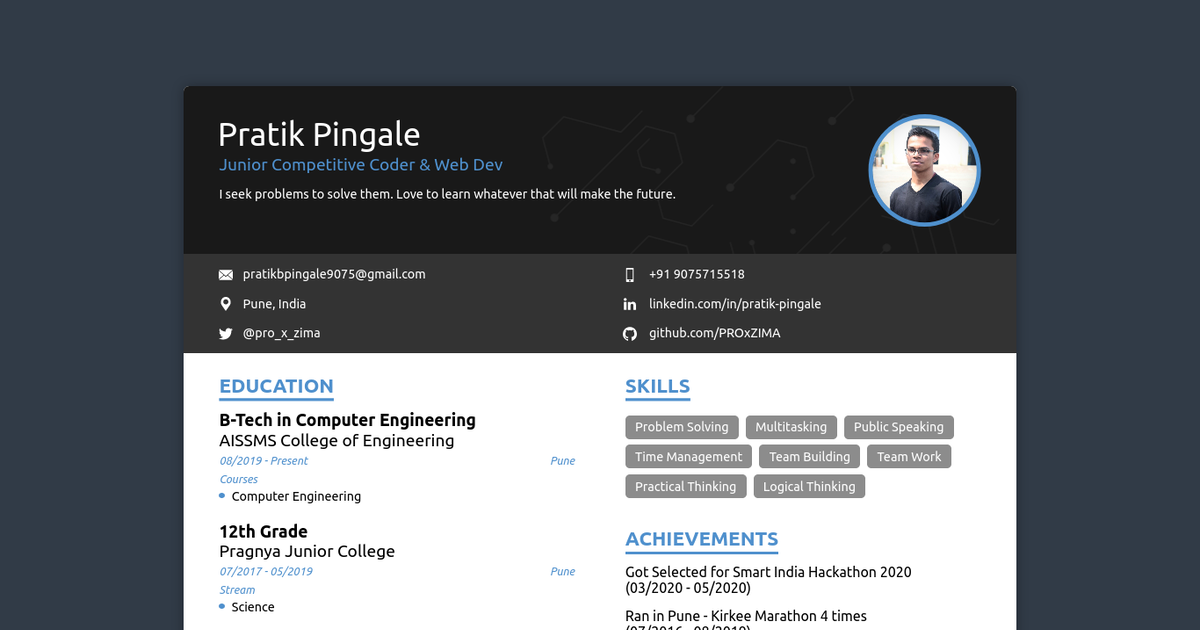 Pratik Pingale
Junior Competitive Coder & Web Dev
I seek problems to solve them. Love to learn whatever that will make the future.
pratikbpingale9075@gmail.com
+91 9075715518
Pune, India
linkedin.com/in/pratik-pingale
@pro_x_zima
github.com/PROxZIMA
EDUCATION
B-Tech in Computer Engineering
AISSMS College of Engineering
08/2019 - Present Pune
Courses
Computer Engineering
12th Grade
Pragnya Junior College
07/2017 - 05/2019 Pune
Stream
Science
SKILLS
Problem Solving Multitasking Public Speaking
Time Management Team Building Team Work
Practical Thinking Logical Thinking
ACHIEVEMENTS
Got Selected for Smart India Hackathon 2020
(03/2020 - 05/2020)
Ran in Pune - Kirkee Marathon 4 times